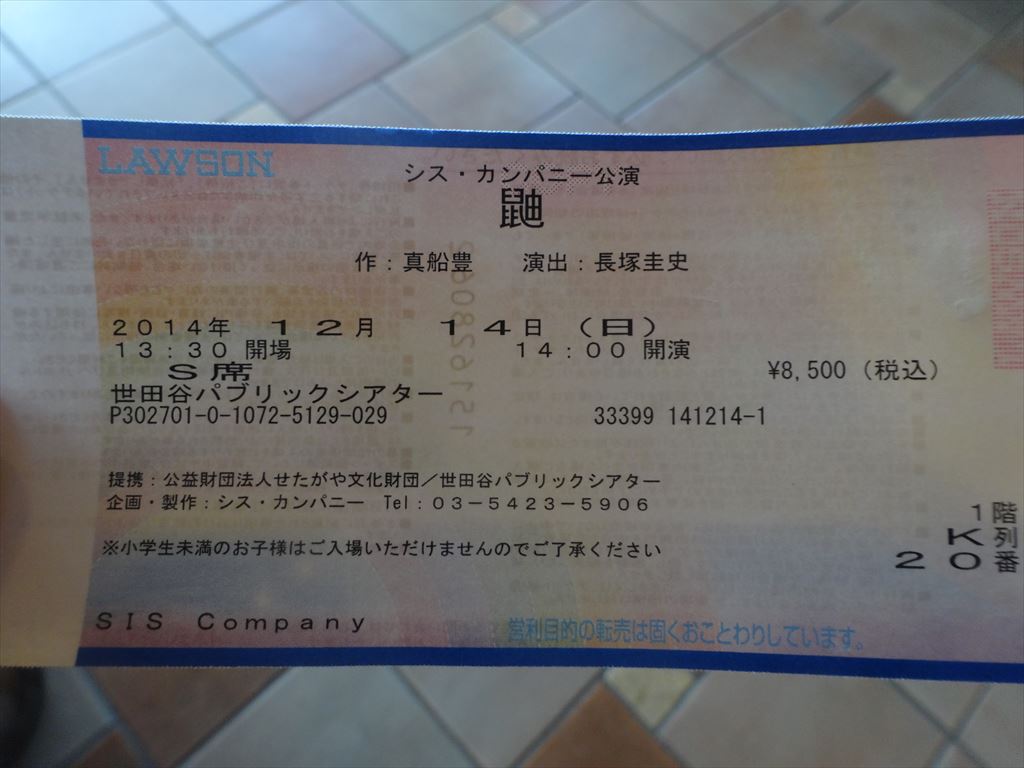 LAWSON
シス・カンパニー公演
鼬
作：真船豊　演出：長塚圭史
2014年　12月　14日（日）
13：30 開場　14：00 開演
S席　¥8,500（税込）
世田谷パブリックシアター
P302701-0-1072-5129-029　33399 141214-1
提携：公益財団法人せたがや文化財団／世田谷パブリックシアター
企画・製作：シス・カンパニー　Tel：03－5423－5906
1階
K列
20番
※小学生未満のお子様はご入場いただけませんのでご了承ください
SIS Company
営利目的の転売は固くおことわりしています。